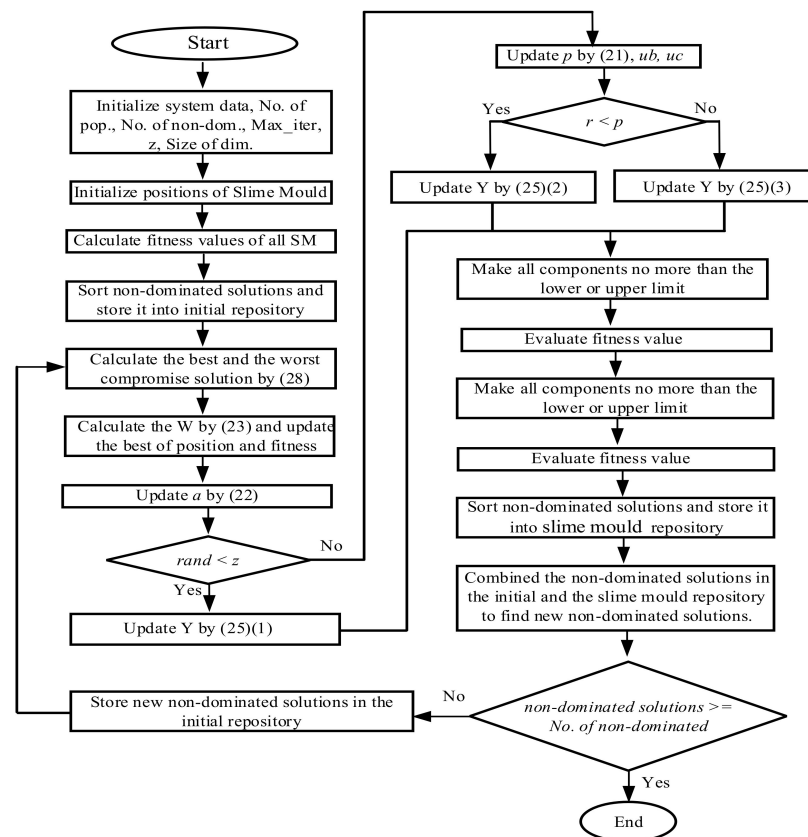 Start
Initialize system data, No. of
pop., No. of non-dom., Max_iter,
z, Size of dim.
Initialize positions of Slime Mould
Calculate fitness values of all SM
Sort non-dominated solutions and
store it into initial repository
Calculate the best and the worst
compromise solution by (28)
Calculate the W by (23) and update
the best of position and fitness
Update a by (22)
rand < z
No
Yes
Update Y by (25)(1)
Update p by (21), ub, uc
Yes
No
r < p
Update Y by (25)(2)
Update Y by (25)(3)
Make all components no more than the
lower or upper limit
Evaluate fitness value
Make all components no more than the
lower or upper limit
Evaluate fitness value
Sort non-dominated solutions and store it
into slime mould repository
Combined the non-dominated solutions in
the initial and the slime mould repository
to find new non-dominated solutions.
non-dominated solutions >=
No. of non-dominated
No
Store new non-dominated solutions in the
initial repository
Yes
End